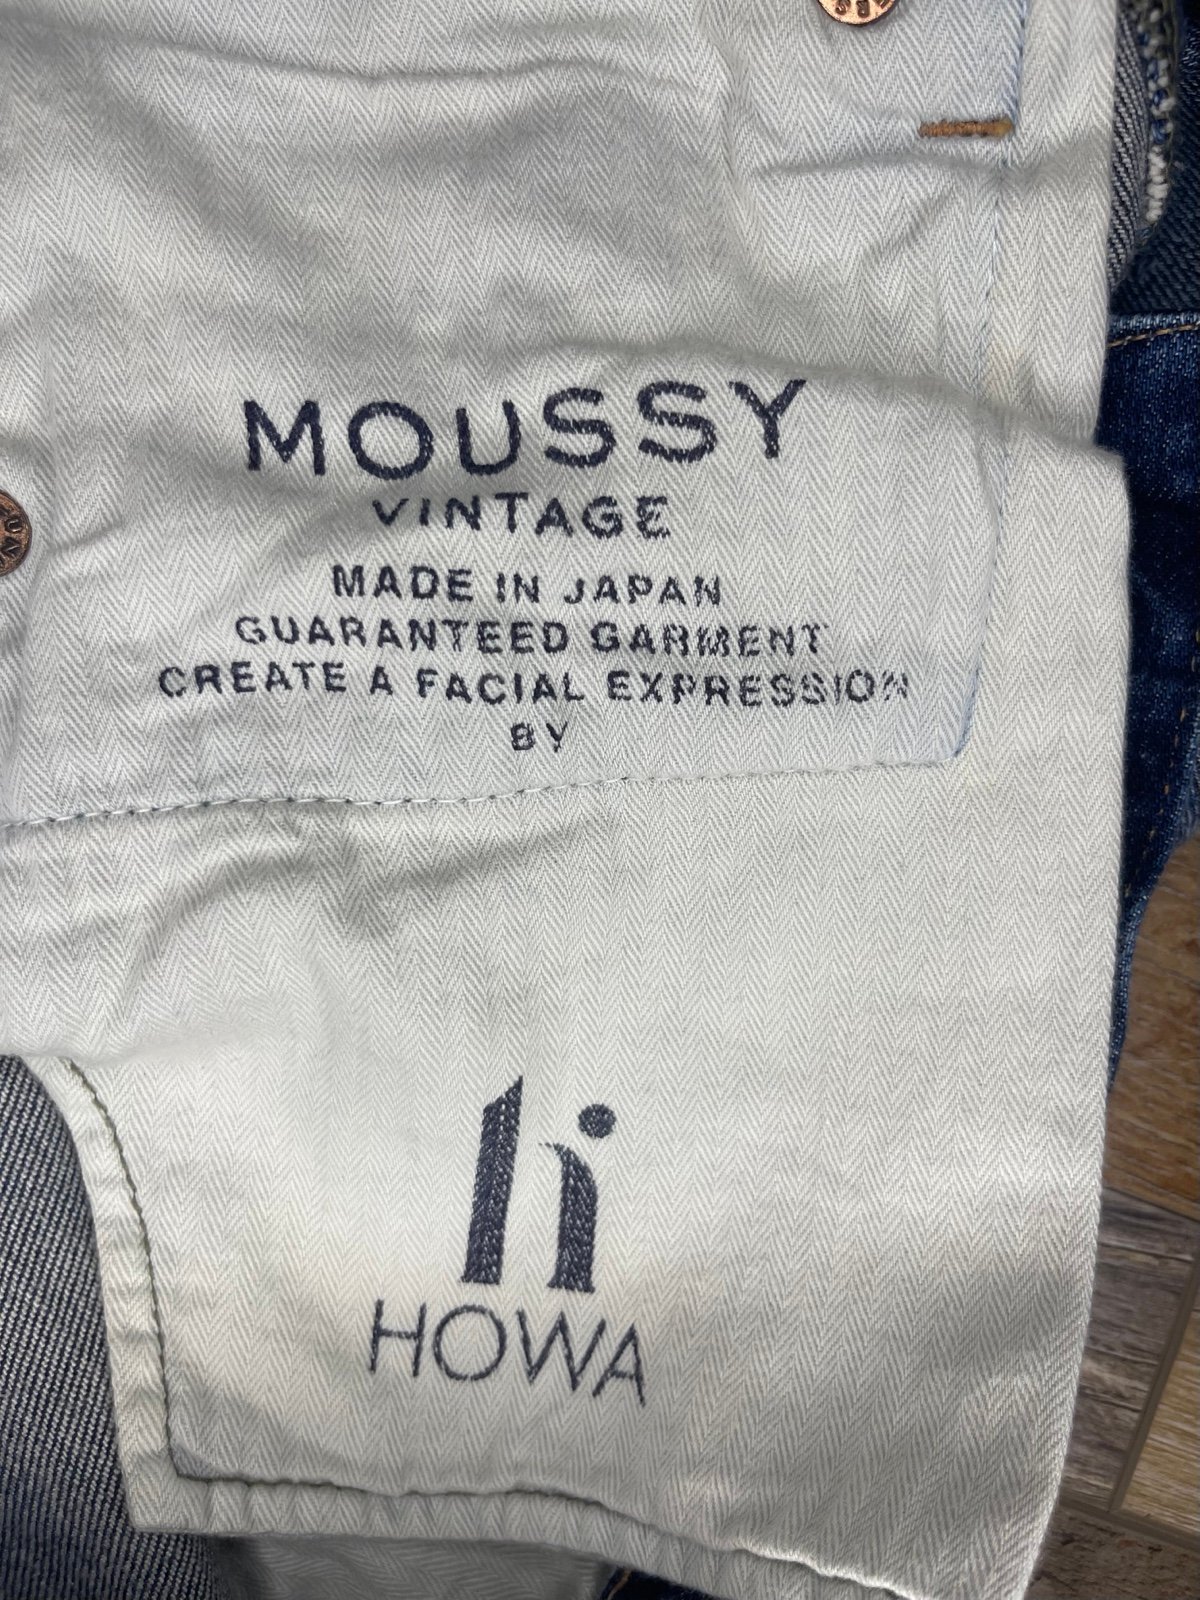 MOUSSY
VINTAGE
MADE IN JAPAN
GUARANTEED GARMENT
CREATE A FACIAL EXPRESSION
BY
HOWA